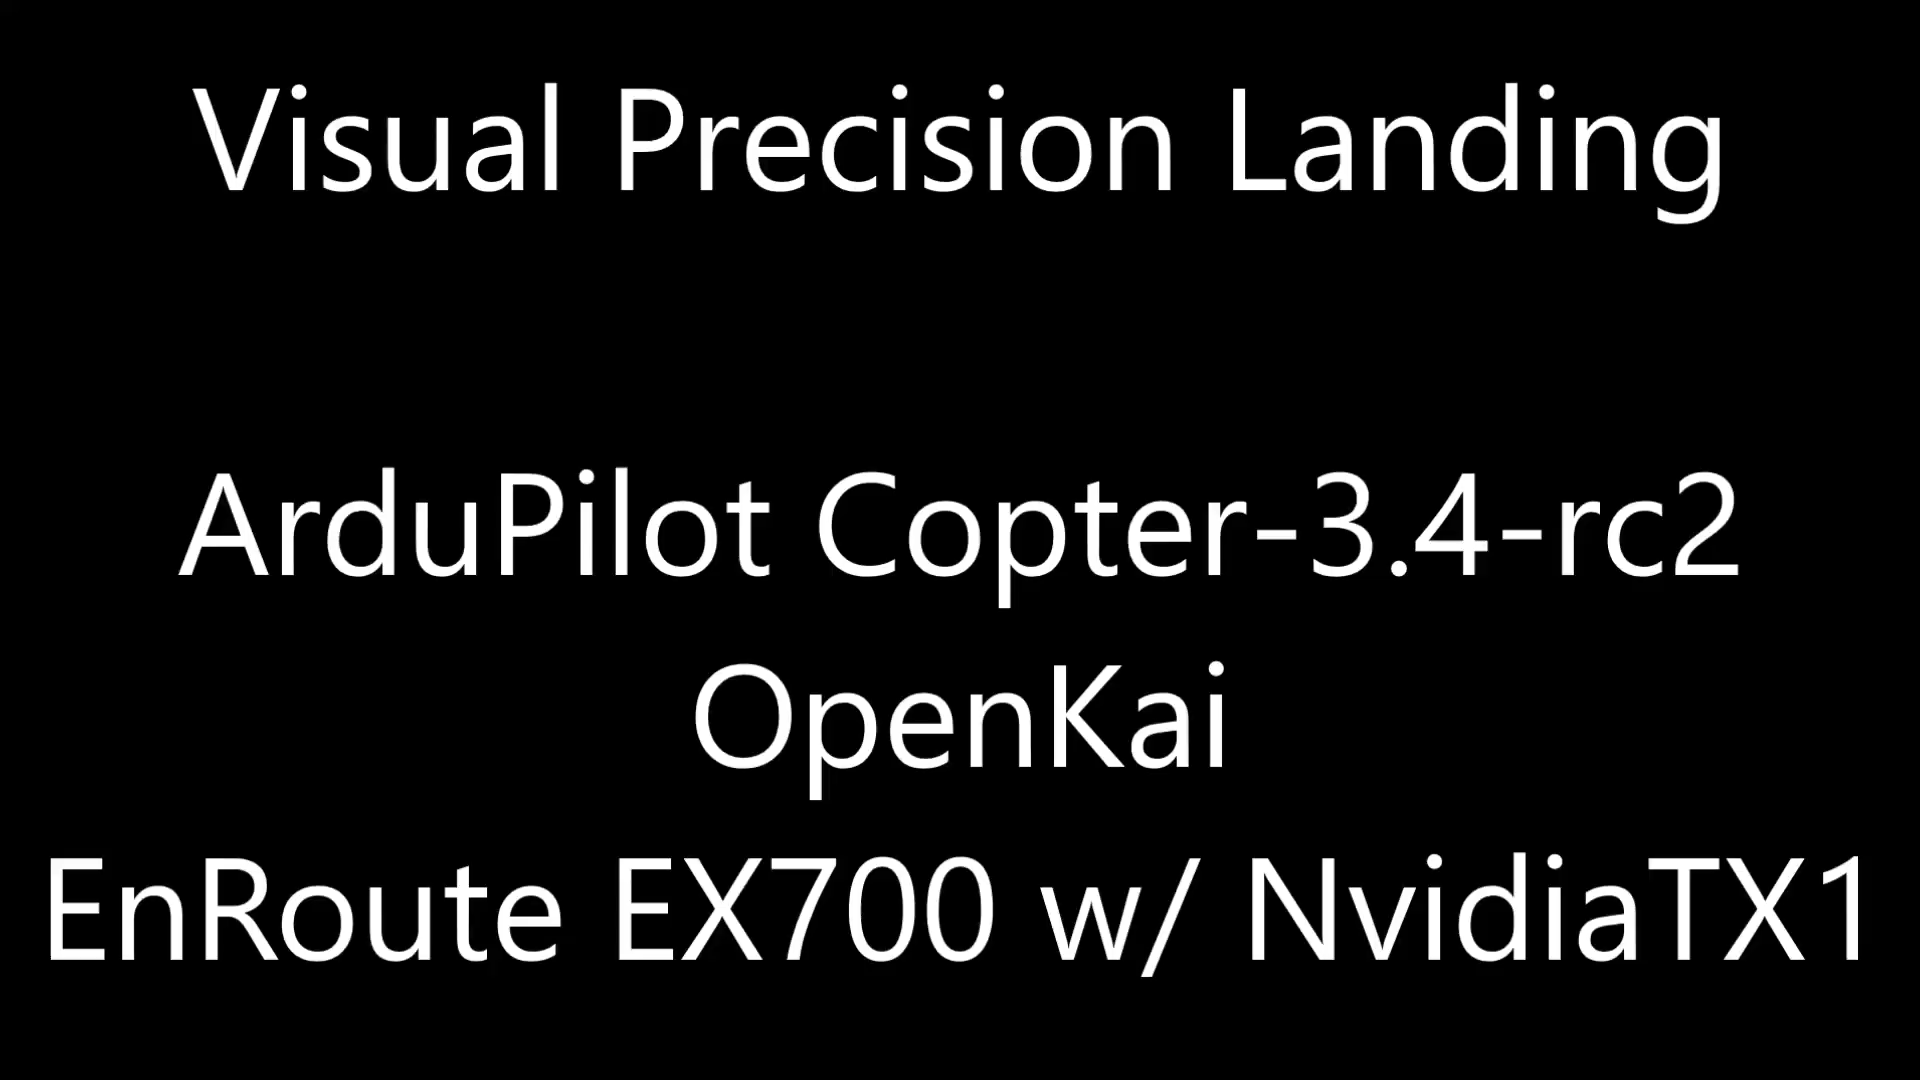 Visual Precision Landing
ArduPilot Copter-3.4-rc2
OpenKai
EnRoute EX700 w/ NvidiaTX1